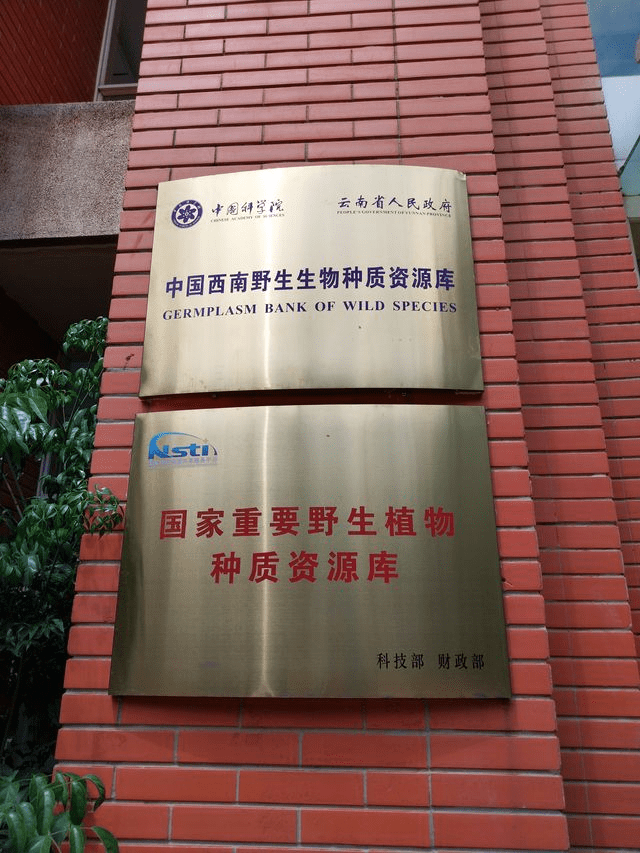 中国科学院
CHINESE ACADEMY OF SCIENCES
云南省人民政府
PEOPLE'S GOVERNMENT OF YUNNAN PROVINCE
中国西南野生生物种质资源库
GERMPLASM BANK OF WILD SPECIES
Nsti
国家重要野生植物
种质资源库
科技部 财政部